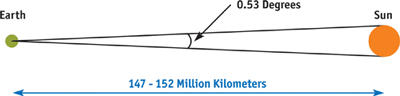 0.53 Degrees
Earth
Sun
147 - 152 Million Kilometers